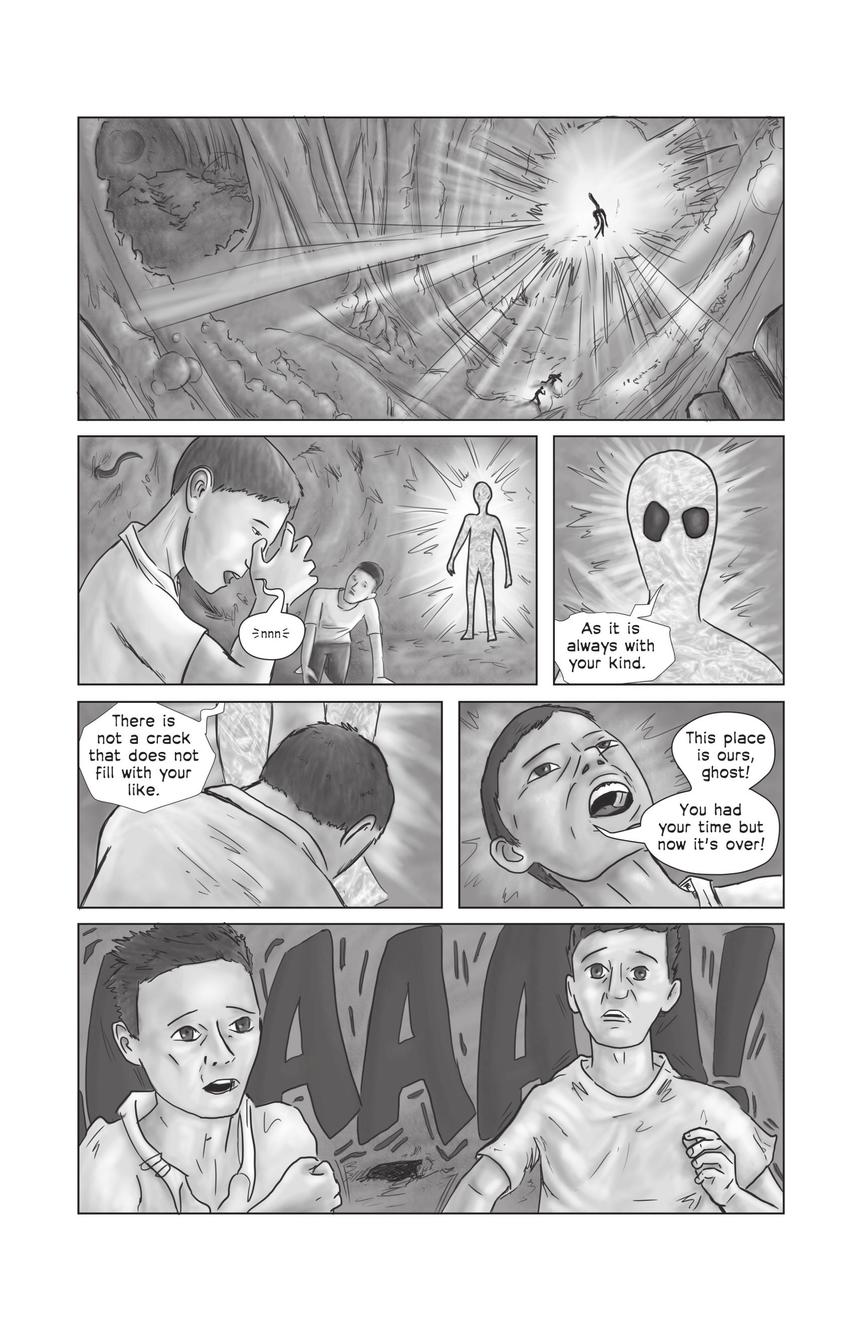 nnn
As it is
always with
your kind.
There is
not a crack
that does not
fill with your
like.
This place
is ours,
ghost!
You had
your time but
now it's over!
AAAAA!